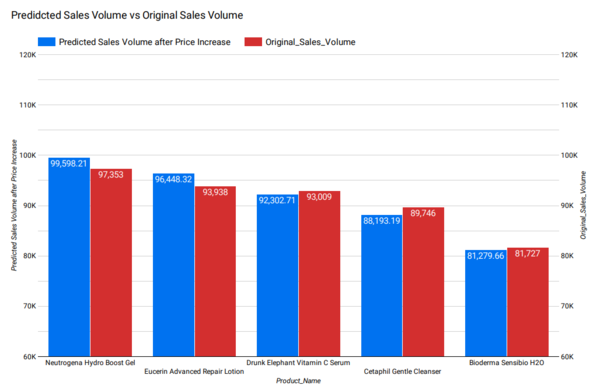 Predidcted Sales Volume vs Original Sales Volume
Predicted Sales Volume after Price Increase
Original_Sales_Volume
120K
110K
100K
90K
80K
70K
60K
Predicted Sales Volume after Price Increase
120K
110K
100K
90K
80K
70K
60K
Original_Sales_Volume
99,598.21
97,353
96,448.32
93,938
92,302.71
93,009
88,193.19
89,746
81,279.66
81,727
Neutrogena Hydro Boost Gel
Eucerin Advanced Repair Lotion
Drunk Elephant Vitamin C Serum
Cetaphil Gentle Cleanser
Bioderma Sensibio H2O
Product_Name